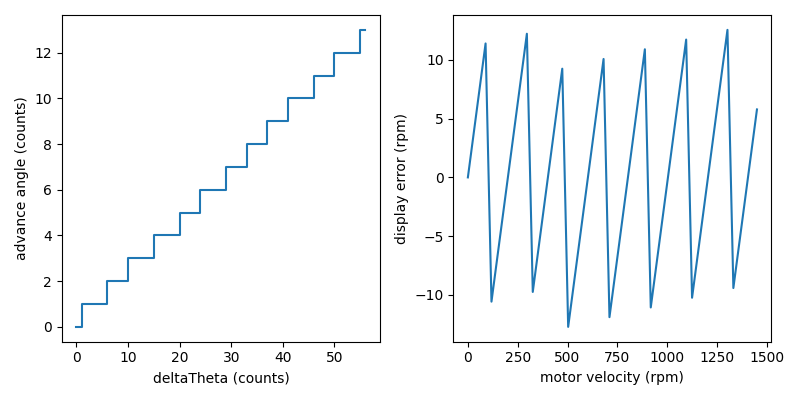 advance angle (counts)
12
10
8
6
4
2
0
0 10 20 30 40 50
deltaTheta (counts)
display error (rpm)
10
5
0
−5
−10
0 250 500 750 1000 1250 1500
motor velocity (rpm)